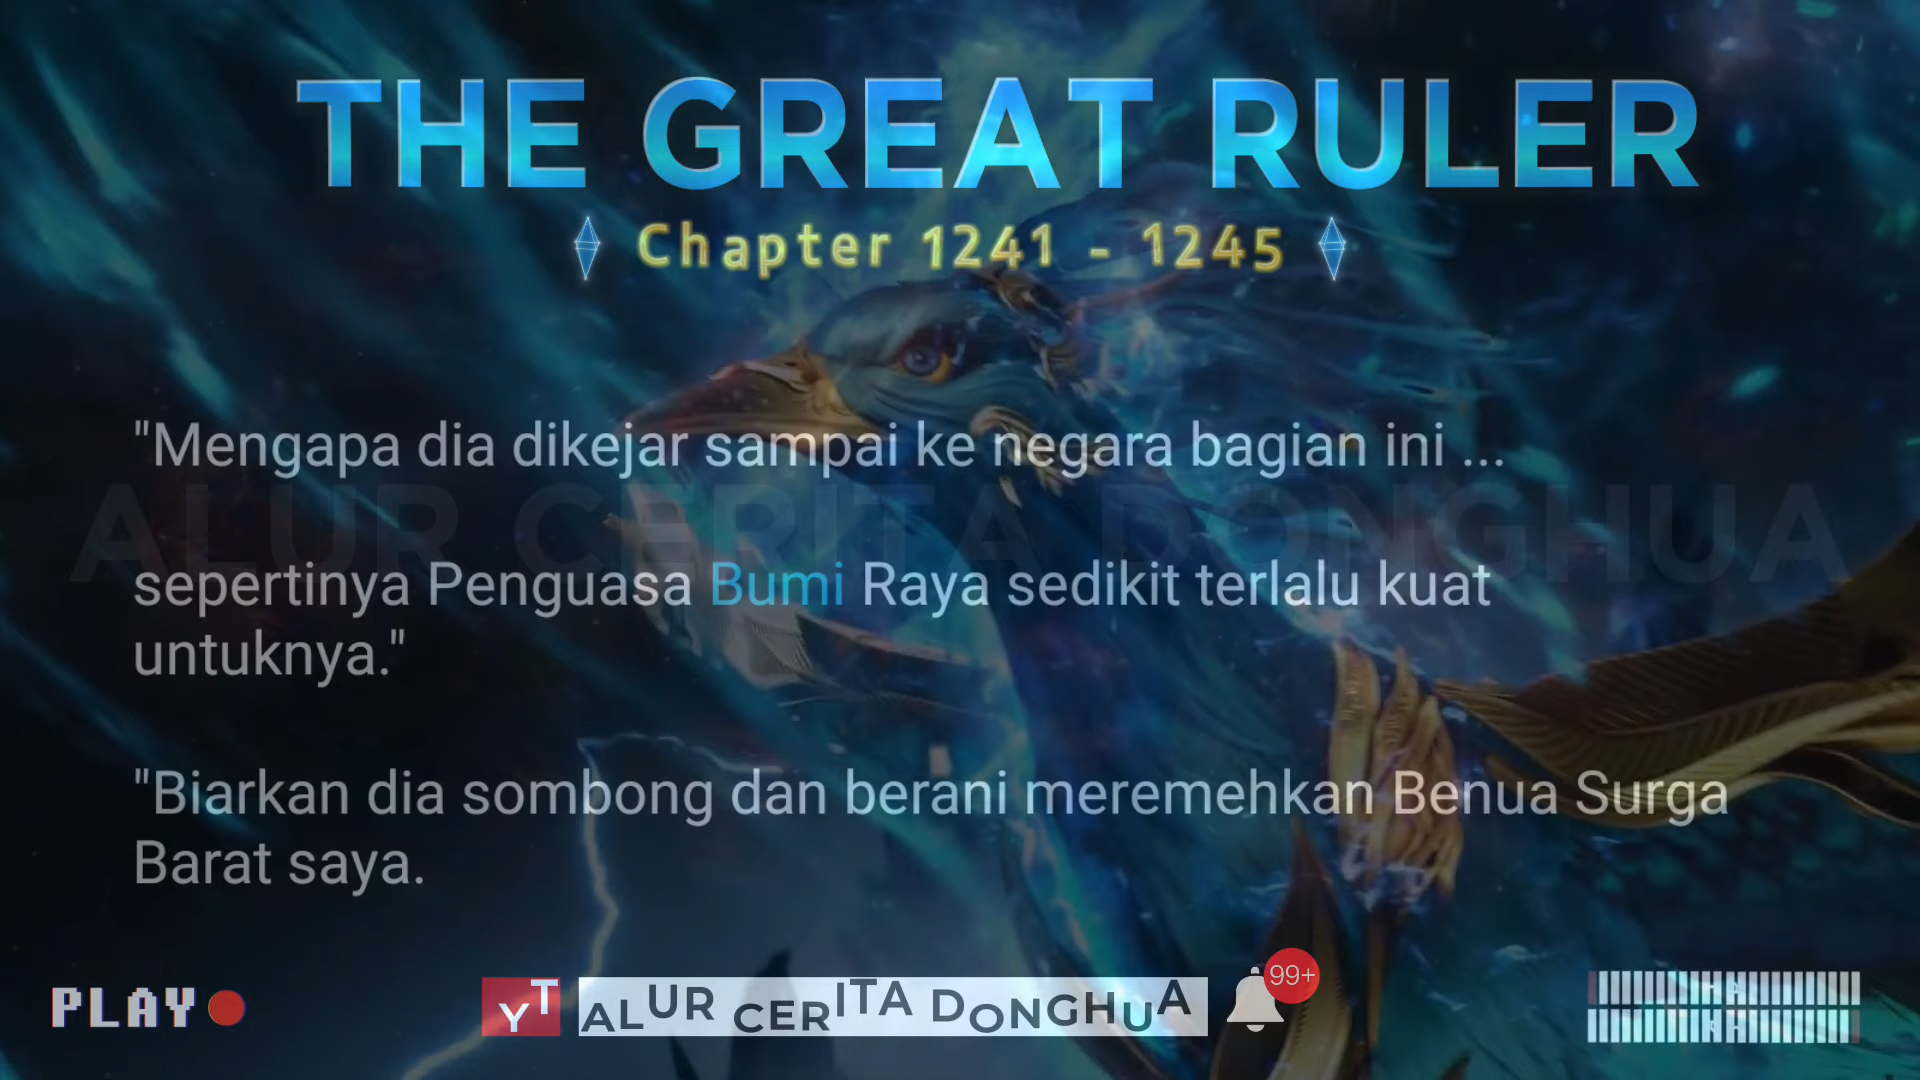 THE GREAT RULER
Chapter 1241 - 1245
"Mengapa dia dikejar sampai ke negara bagian ini ...
ALUR CERITA DONGHUA
sepertinya Penguasa Bumi Raya sedikit terlalu kuat
untuknya."
"Biarkan dia sombong dan berani meremehkan Benua Surga
Barat saya.
PLAY
YT ALUR CERITA DONGHUA 99+